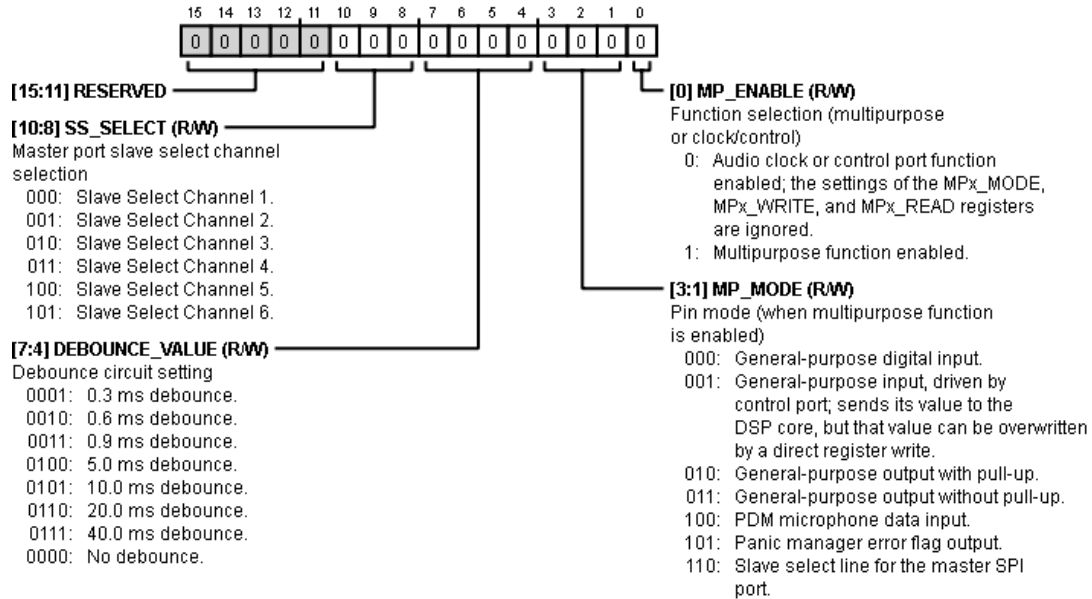 15 14 13 12 11 10 9 8 7 6 5 4 3 2 1 0
0 0 0 0 0 0 0 0 0 0 0 0 0 0 0 0
[15:11] RESERVED
[10:8] SS_SELECT (R/W)
Master port slave select channel
selection
000: Slave Select Channel 1.
001: Slave Select Channel 2.
010: Slave Select Channel 3.
011: Slave Select Channel 4.
100: Slave Select Channel 5.
101: Slave Select Channel 6.
[7:4] DEBOUNCE_VALUE (R/W)
Debounce circuit setting
0001: 0.3 ms debounce.
0010: 0.6 ms debounce.
0011: 0.9 ms debounce.
0100: 5.0 ms debounce.
0101: 10.0 ms debounce.
0110: 20.0 ms debounce.
0111: 40.0 ms debounce.
0000: No debounce.
[0] MP_ENABLE (R/W)
Function selection (multipurpose
or clock/control)
0: Audio clock or control port function
enabled; the settings of the MPx_MODE,
MPx_WRITE, and MPx_READ registers
are ignored.
1: Multipurpose function enabled.
[3:1] MP_MODE (R/W)
Pin mode (when multipurpose function
is enabled)
000: General-purpose digital input.
001: General-purpose input, driven by
control port; sends its value to the
DSP core, but that value can be overwritten
by a direct register write.
010: General-purpose output with pull-up.
011: General-purpose output without pull-up.
100: PDM microphone data input.
101: Panic manager error flag output.
110: Slave select line for the master SPI
port.